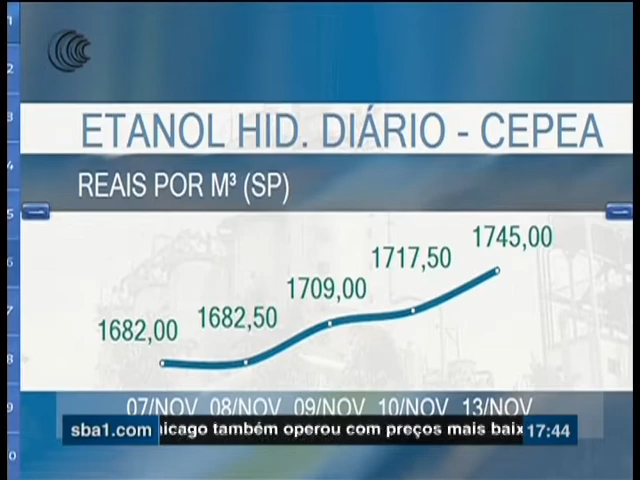 ETANOL HID. DIÁRIO - CEPEA
REAIS POR M³ (SP)
1745,00
1717,50
1709,00
1682,50
1682,00
07/NOV 08/NOV 09/NOV 10/NOV 13/NOV
sba1.com
também operou com preços mais
17:44